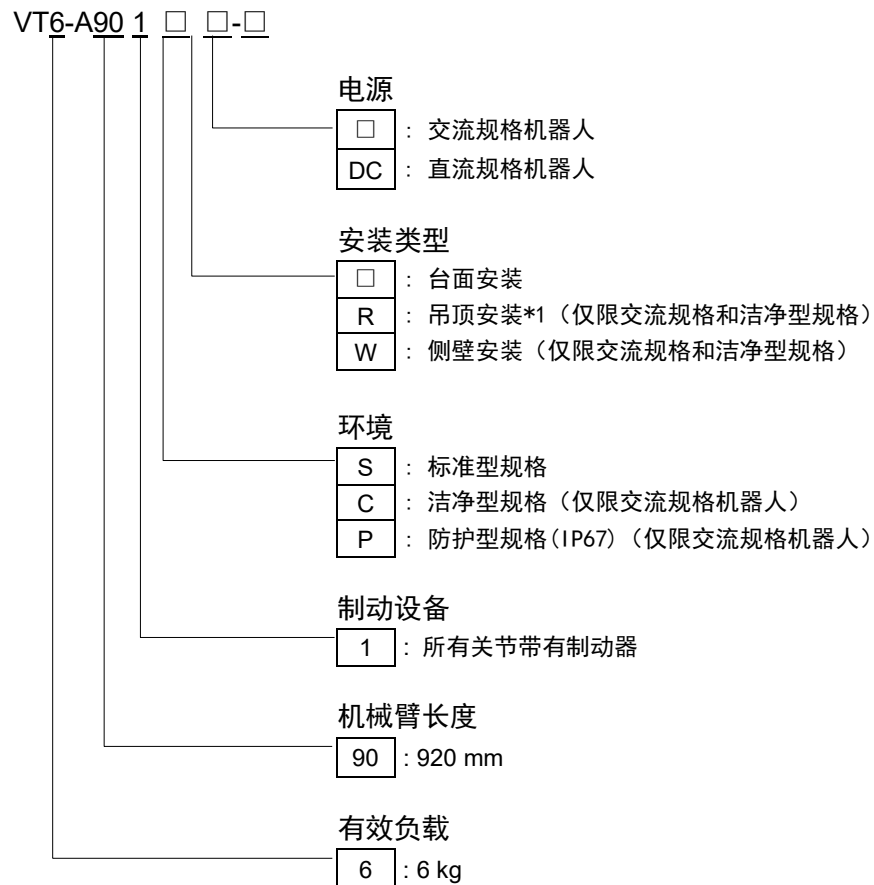 VT6-A90 1 □ □-□
电源
□ : 交流规格机器人
DC : 直流规格机器人
安装类型
□ : 台面安装
R : 吊顶安装*1（仅限交流规格和洁净型规格）
W : 侧壁安装（仅限交流规格和洁净型规格）
环境
S : 标准型规格
C : 洁净型规格（仅限交流规格机器人）
P : 防护型规格(IP67)（仅限交流规格机器人）
制动设备
1 : 所有关节带有制动器
机械臂长度
90 : 920 mm
有效负载
6 : 6 kg